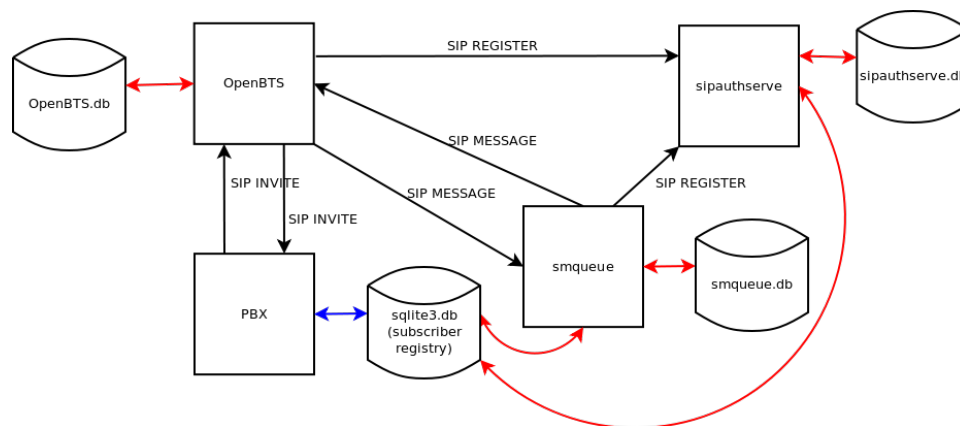 SIP REGISTER
OpenBTS
sipauthserve
OpenBTS.db
sipauthserve.db
SIP MESSAGE
SIP INVITE
SIP MESSAGE
SIP REGISTER
SIP INVITE
smqueue
smqueue.db
PBX
sqlite3.db
(subscriber
registry)